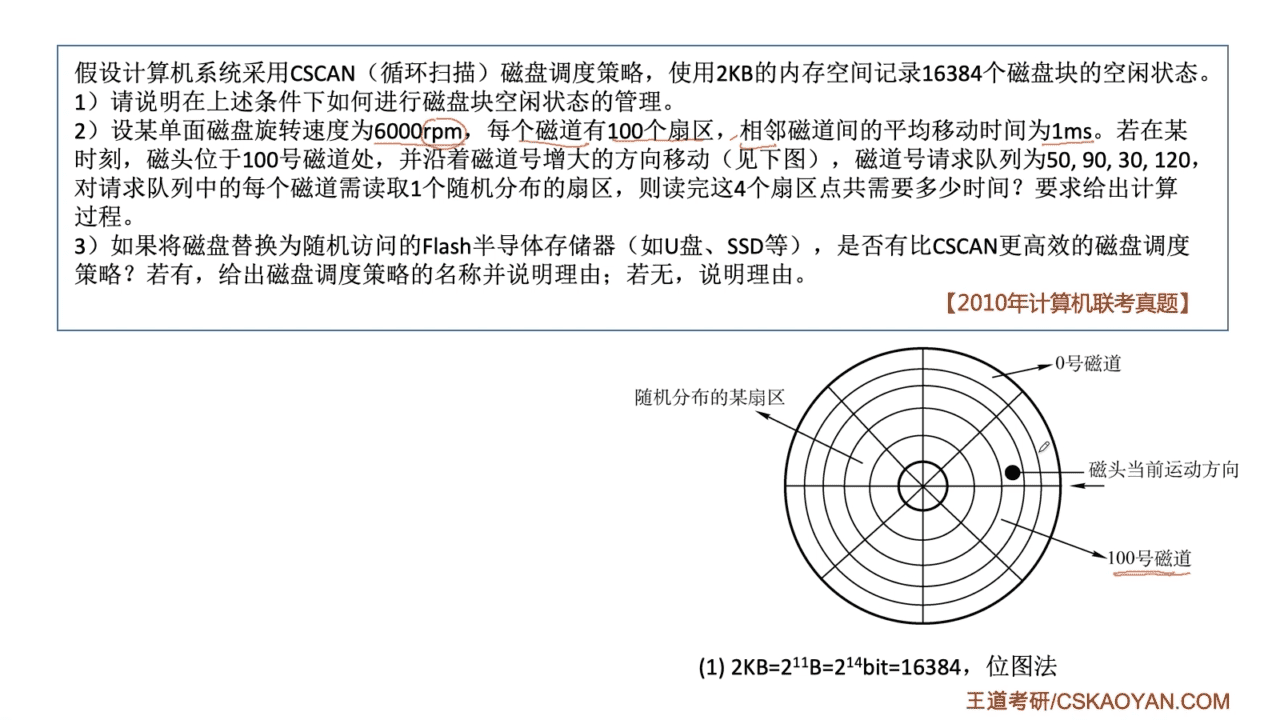 假设计算机系统采用CSCAN（循环扫描）磁盘调度策略，使用2KB的内存空间记录16384个磁盘块的空闲状态。
1）请说明在上述条件下如何进行磁盘块空闲状态的管理。
2）设某单面磁盘旋转速度为6000rpm，每个磁道有100个扇区，相邻磁道间的平均移动时间为1ms。若在某
时刻，磁头位于100号磁道处，并沿着磁道号增大的方向移动（见下图），磁道号请求队列为50, 90, 30, 120，
对请求队列中的每个磁道需读取1个随机分布的扇区，则读完这4个扇区点共需要多少时间？要求给出计算
过程。
3）如果将磁盘替换为随机访问的Flash半导体存储器（如U盘、SSD等），是否有比CSCAN更高效的磁盘调度
策略？若有，给出磁盘调度策略的名称并说明理由；若无，说明理由。
【2010年计算机联考真题】
0号磁道
随机分布的某扇区
磁头当前运动方向
100号磁道
(1) 2KB=2¹¹B=2¹⁴bit=16384，位图法
王道考研/CSKAOYAN.COM